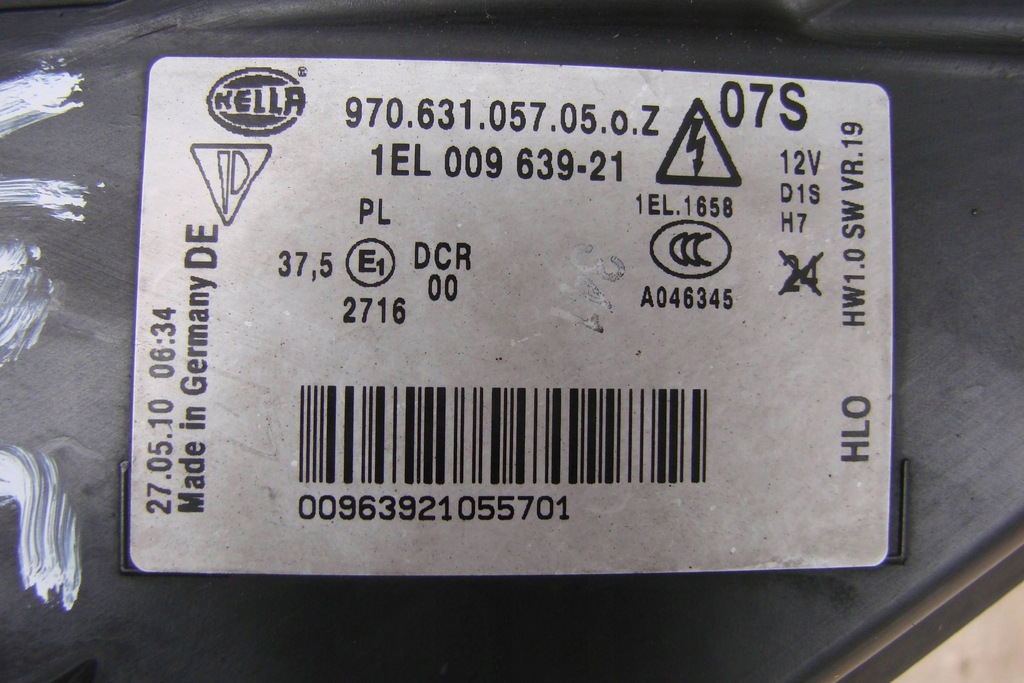 HELLA ®
970.631.057.05.o.Z
07S
1EL 009 639-21
12V
D1S
H7
24
1EL.1658
CCC
A046345
PL
37,5 E1 DCR
00
2716
27.05.10 06:34
Made in Germany DE
HW1.0 SW VR.19
HLO
00963921055701